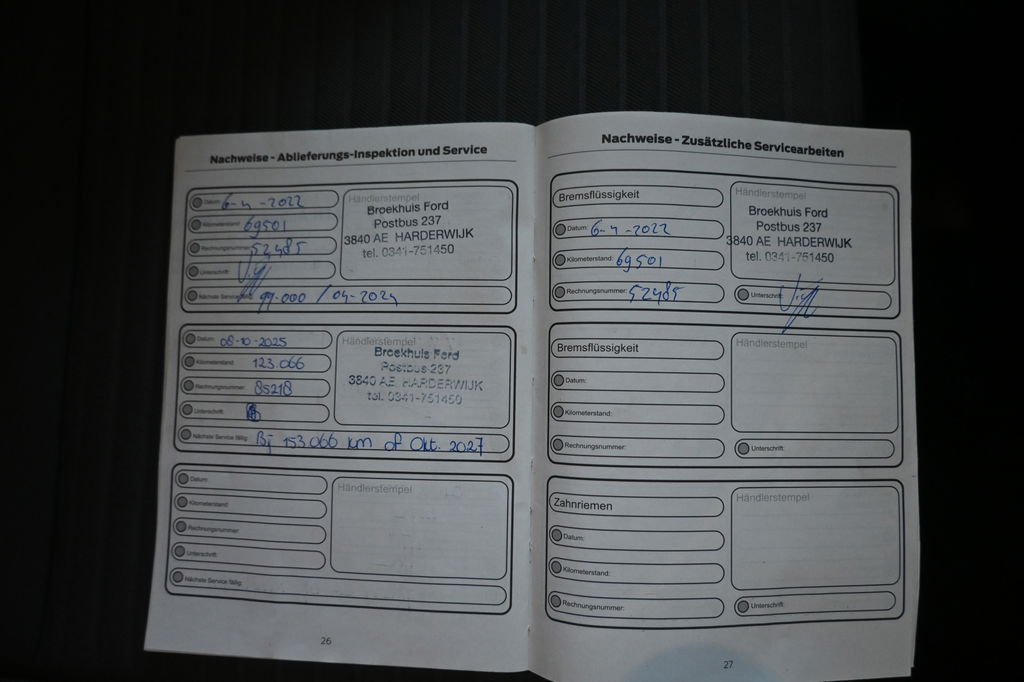 Nachweise - Ablieferungs-Inspektion und Service
Datum: 6-4-2022
Kilometerstand: 69501
Rechnungsnummer: 52485
Unterschrift:
Nächste Service fällig: 99.000 / 04-2024
Händlerstempel
Broekhuis Ford
Postbus 237
3840 AE HARDERWIJK
tel. 0341-751450
Datum: 08-10-2025
Kilometerstand: 123.066
Rechnungsnummer: 85218
Unterschrift:
Nächste Service fällig: Bij 153.066 km of Okt. 2027
Händlerstempel
Broekhuis Ford
Postbus 237
3840 AE HARDERWIJK
tel. 0341-751450
Datum:
Kilometerstand:
Rechnungsnummer:
Unterschrift:
Nächste Service fällig:
Händlerstempel
26
Nachweise - Zusätzliche Servicearbeiten
Bremsflüssigkeit
Datum: 6-4-2022
Kilometerstand: 69501
Rechnungsnummer: 52485
Händlerstempel
Broekhuis Ford
Postbus 237
3840 AE HARDERWIJK
tel. 0341-751450
Unterschrift:
Bremsflüssigkeit
Datum:
Kilometerstand:
Rechnungsnummer:
Händlerstempel
Unterschrift:
Zahnriemen
Datum:
Kilometerstand:
Rechnungsnummer:
Händlerstempel
Unterschrift:
27